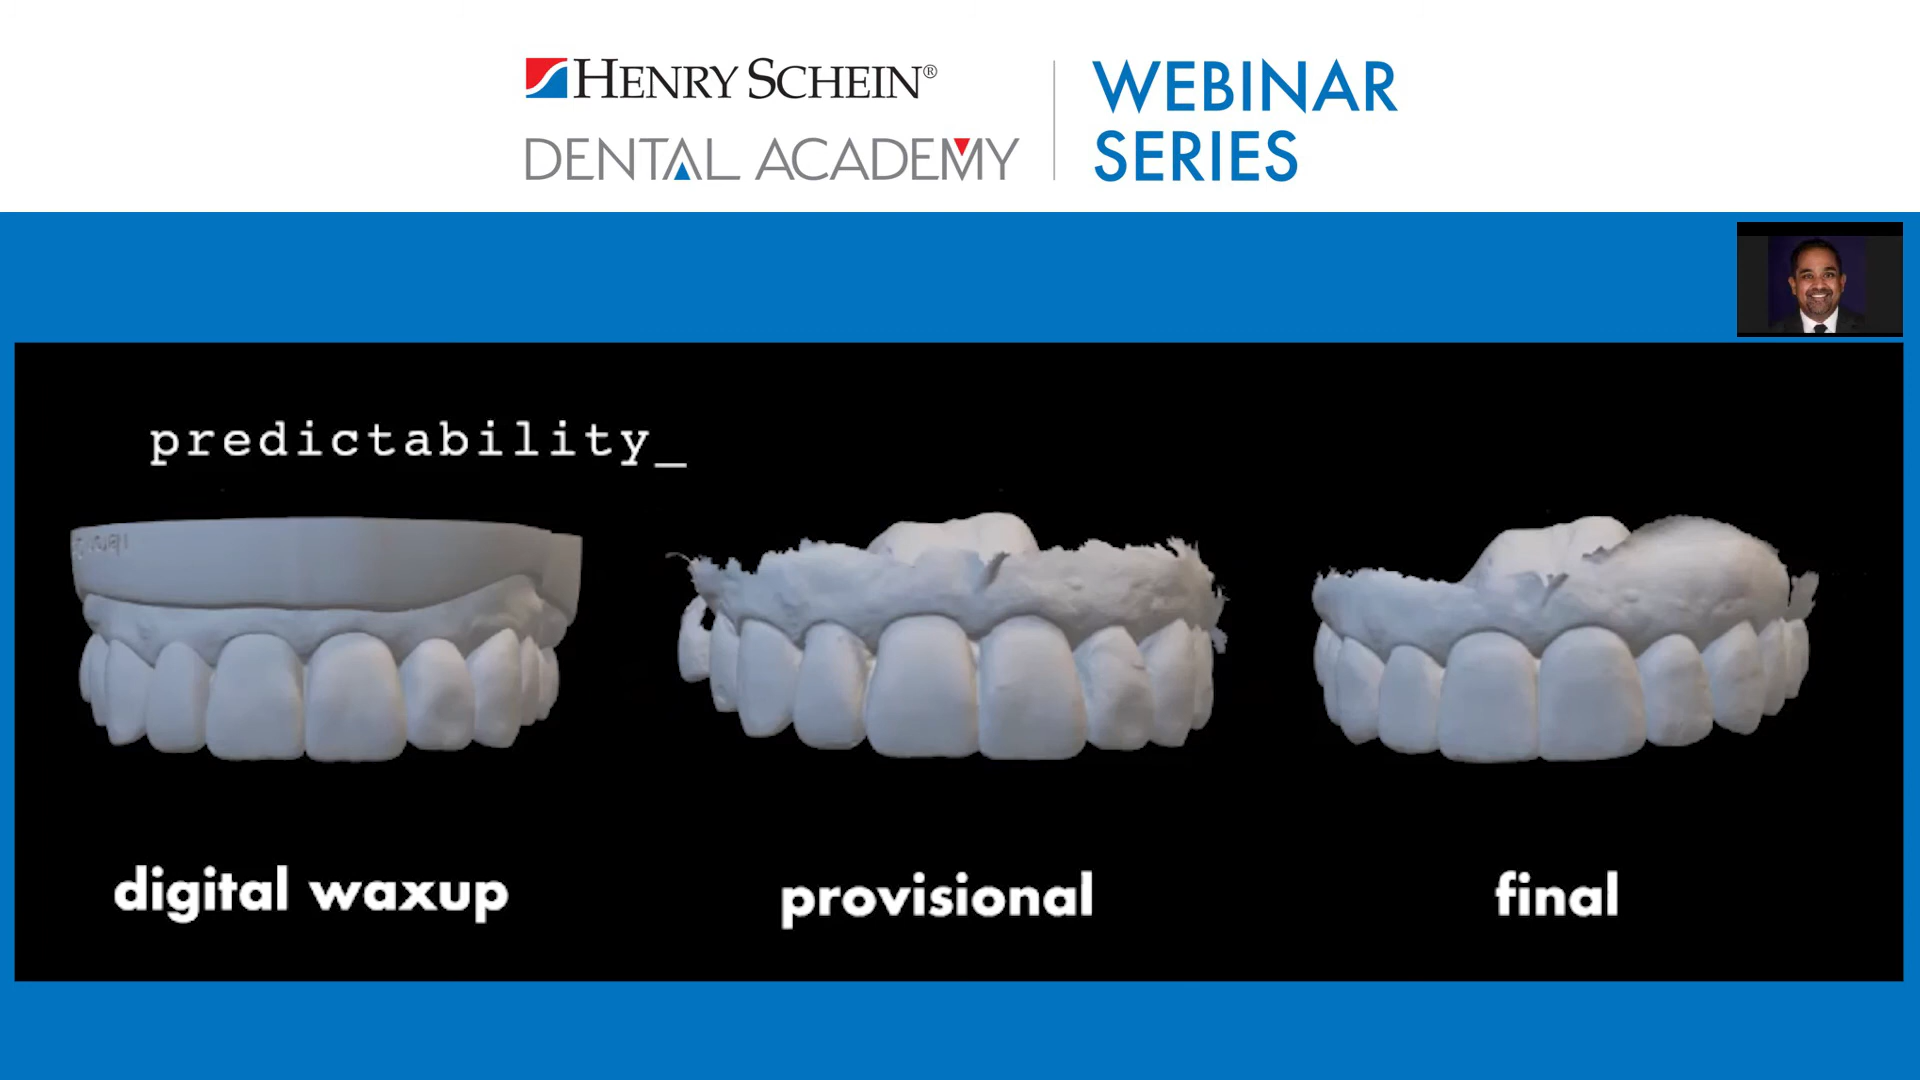 HENRY SCHEIN®
DENTAL ACADEMY
WEBINAR
SERIES
predictability_
digital waxup
provisional
final